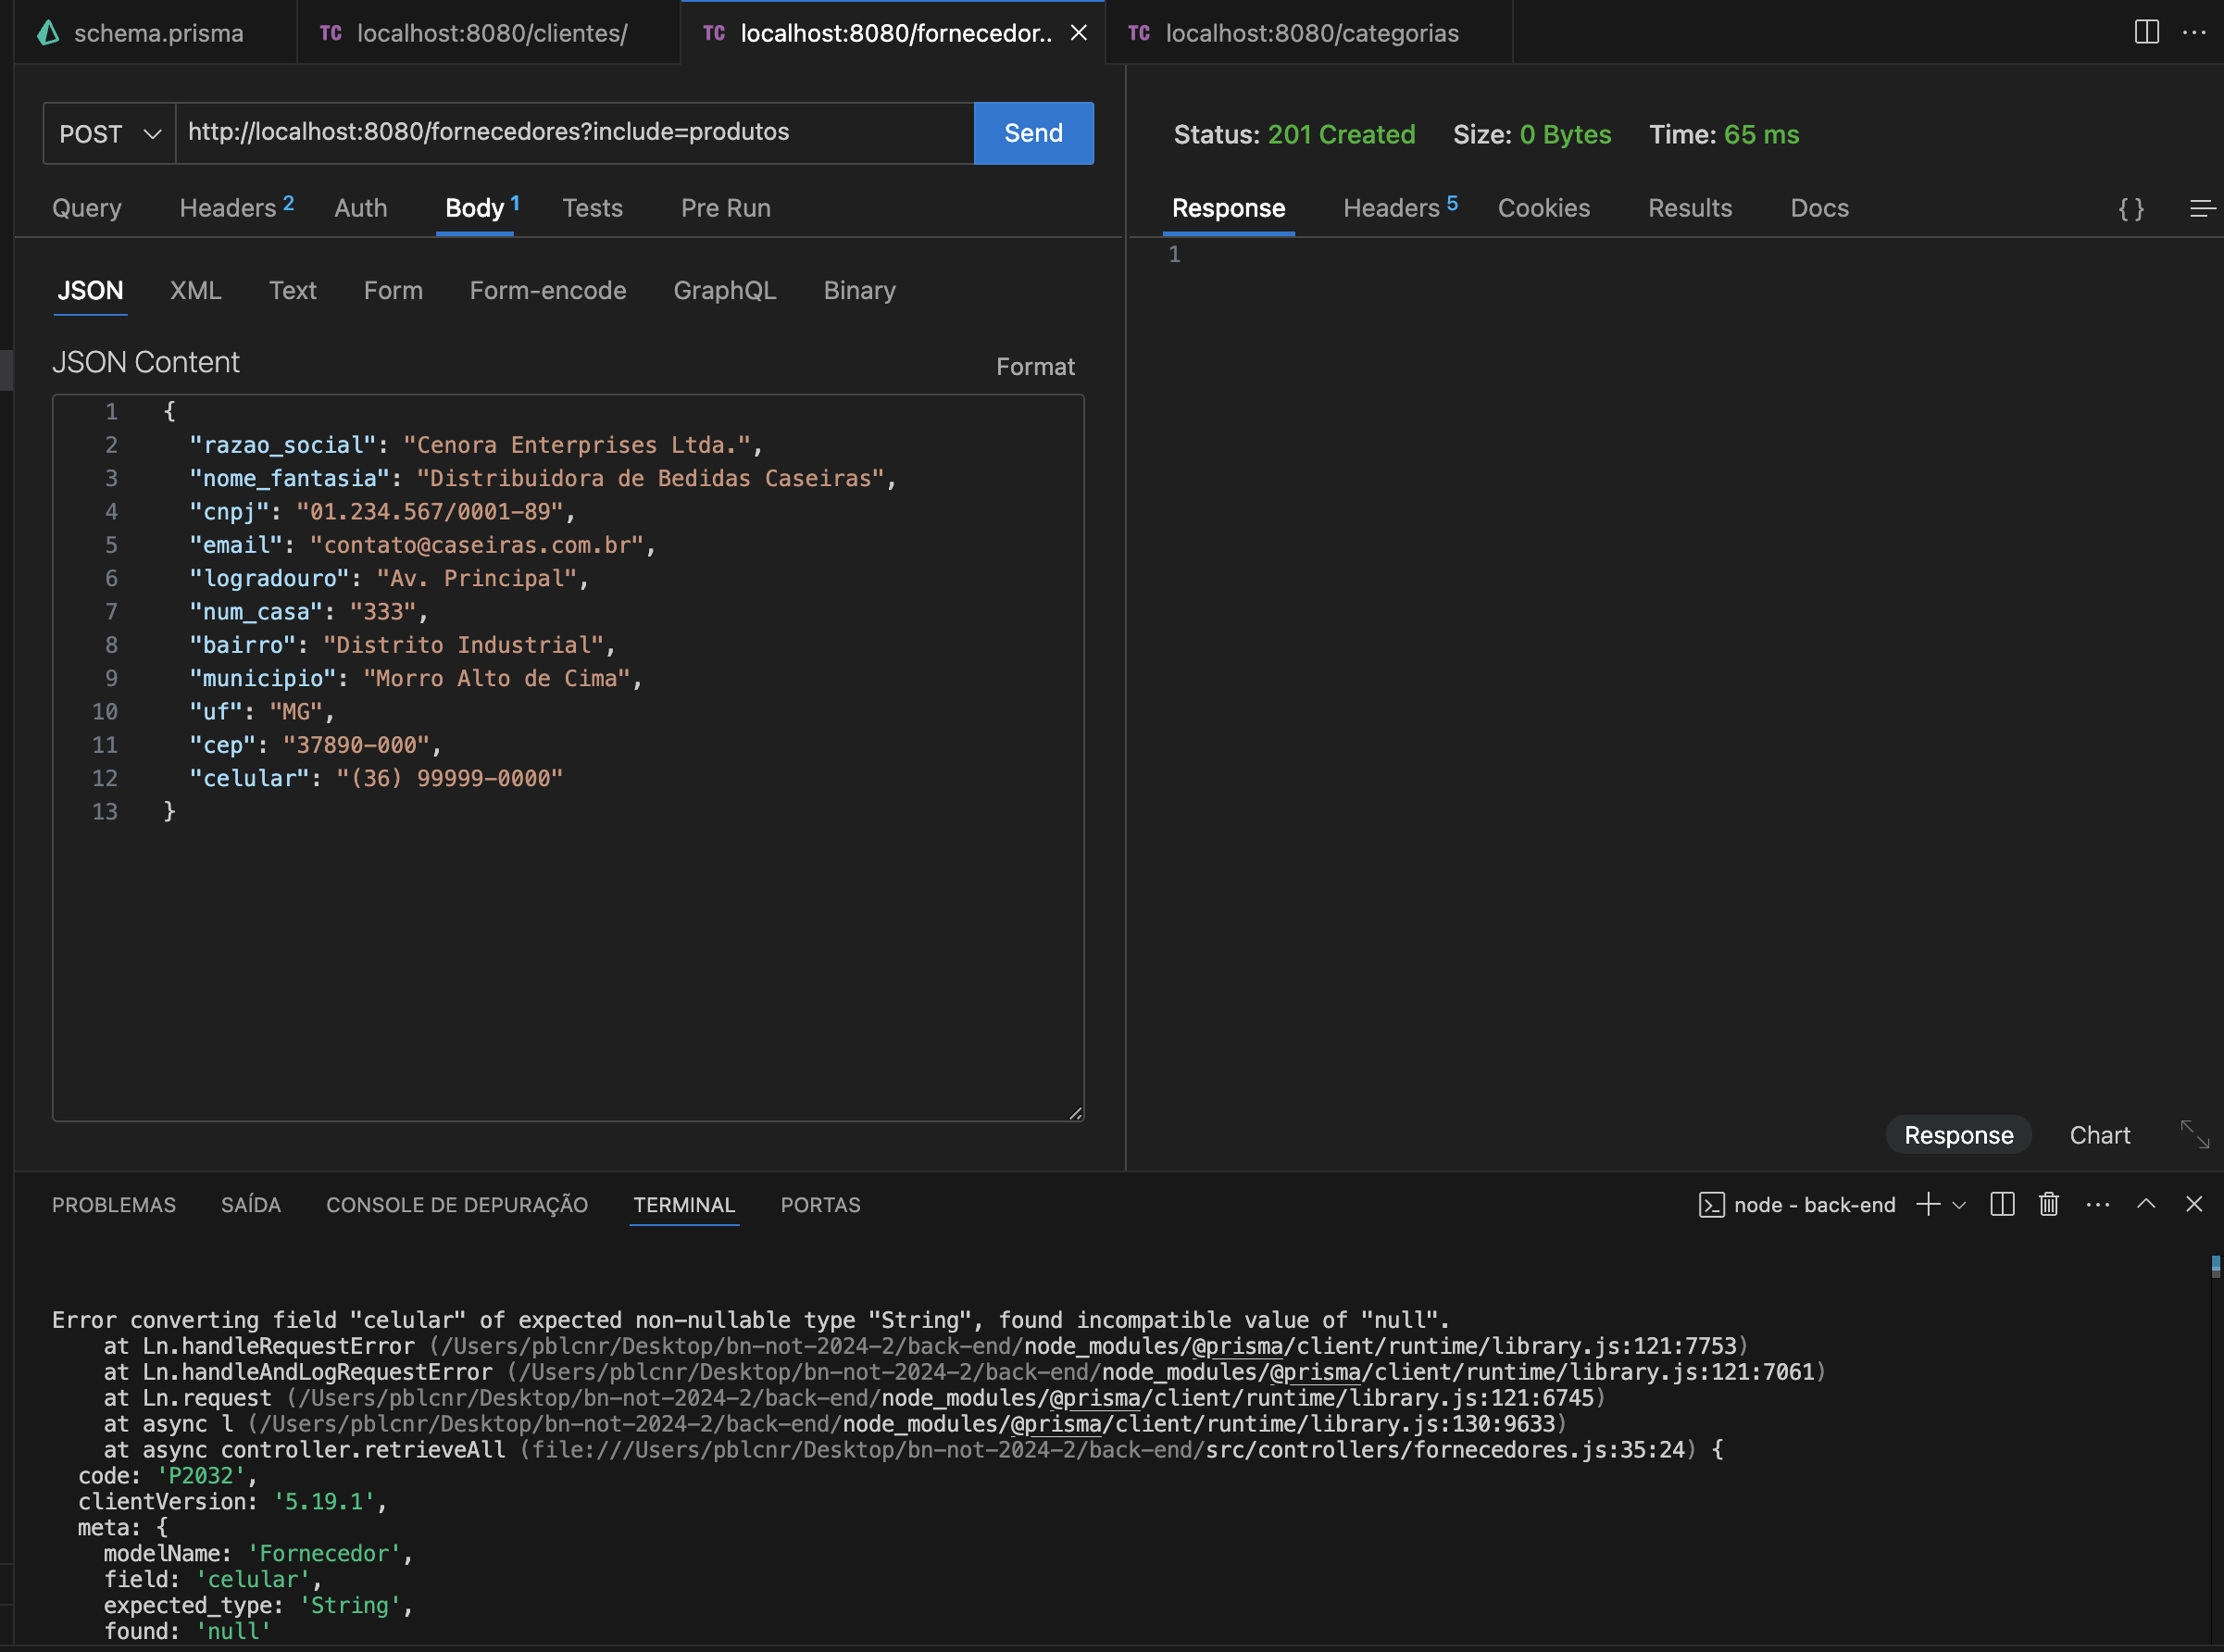 schema.prisma
TC localhost:8080/clientes/
TC localhost:8080/fornecedor..
TC localhost:8080/categorias
POST
http://localhost:8080/fornecedores?include=produtos
Send
Query
Headers 2
Auth
Body 1
Tests
Pre Run
JSON
XML
Text
Form
Form-encode
GraphQL
Binary
JSON Content
Format
1 {
2 "razao_social": "Cenora Enterprises Ltda.",
3 "nome_fantasia": "Distribuidora de Bedidas Caseiras",
4 "cnpj": "01.234.567/0001-89",
5 "email": "contato@caseiras.com.br",
6 "logradouro": "Av. Principal",
7 "num_casa": "333",
8 "bairro": "Distrito Industrial",
9 "municipio": "Morro Alto de Cima",
10 "uf": "MG",
11 "cep": "37890-000",
12 "celular": "(36) 99999-0000"
13 }
Status: 201 Created
Size: 0 Bytes
Time: 65 ms
Response
Headers 5
Cookies
Results
Docs
{}
1
Response
Chart
PROBLEMAS
SAÍDA
CONSOLE DE DEPURAÇÃO
TERMINAL
PORTAS
node - back-end
Error converting field "celular" of expected non-nullable type "String", found incompatible value of "null".
at Ln.handleRequestError (/Users/pblcnr/Desktop/bn-not-2024-2/back-end/node_modules/@prisma/client/runtime/library.js:121:7753)
at Ln.handleAndLogRequestError (/Users/pblcnr/Desktop/bn-not-2024-2/back-end/node_modules/@prisma/client/runtime/library.js:121:7061)
at Ln.request (/Users/pblcnr/Desktop/bn-not-2024-2/back-end/node_modules/@prisma/client/runtime/library.js:121:6745)
at async l (/Users/pblcnr/Desktop/bn-not-2024-2/back-end/node_modules/@prisma/client/runtime/library.js:130:9633)
at async controller.retrieveAll (file:///Users/pblcnr/Desktop/bn-not-2024-2/back-end/src/controllers/fornecedores.js:35:24) {
code: 'P2032',
clientVersion: '5.19.1',
meta: {
modelName: 'Fornecedor',
field: 'celular',
expected_type: 'String',
found: 'null'